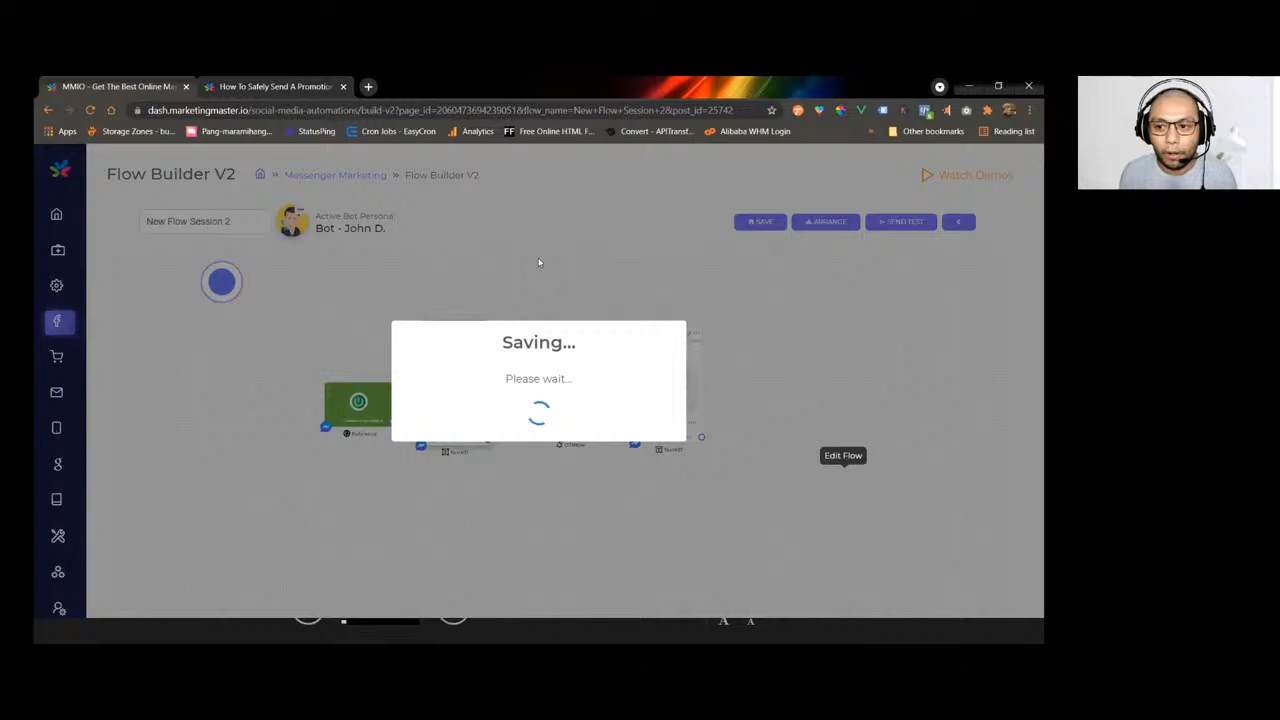 MMIO - Get The Best Online Ma
How To Safely Send A Promotion
dash.marketingmaster.io/social-media-automations/build-v2?page_id=2060473694239051&flow_name=New+Flow+Session+2&post_id=25742
Apps
Storage Zones - bu...
Pang-maramihang...
StatusPing
Cron Jobs - EasyCron
Analytics
FF Free Online HTML F...
Convert - APITransf...
Alibaba WHM Login
»
Other bookmarks
Reading list
Flow Builder V2
» Messenger Marketing » Flow Builder V2
Watch Demos
New Flow Session 2
Active Bot Persona
Bot - John D.
SAVE
ARRANGE
SEND TEST
Saving...
Please wait...
Reference
Edit Flow
A A